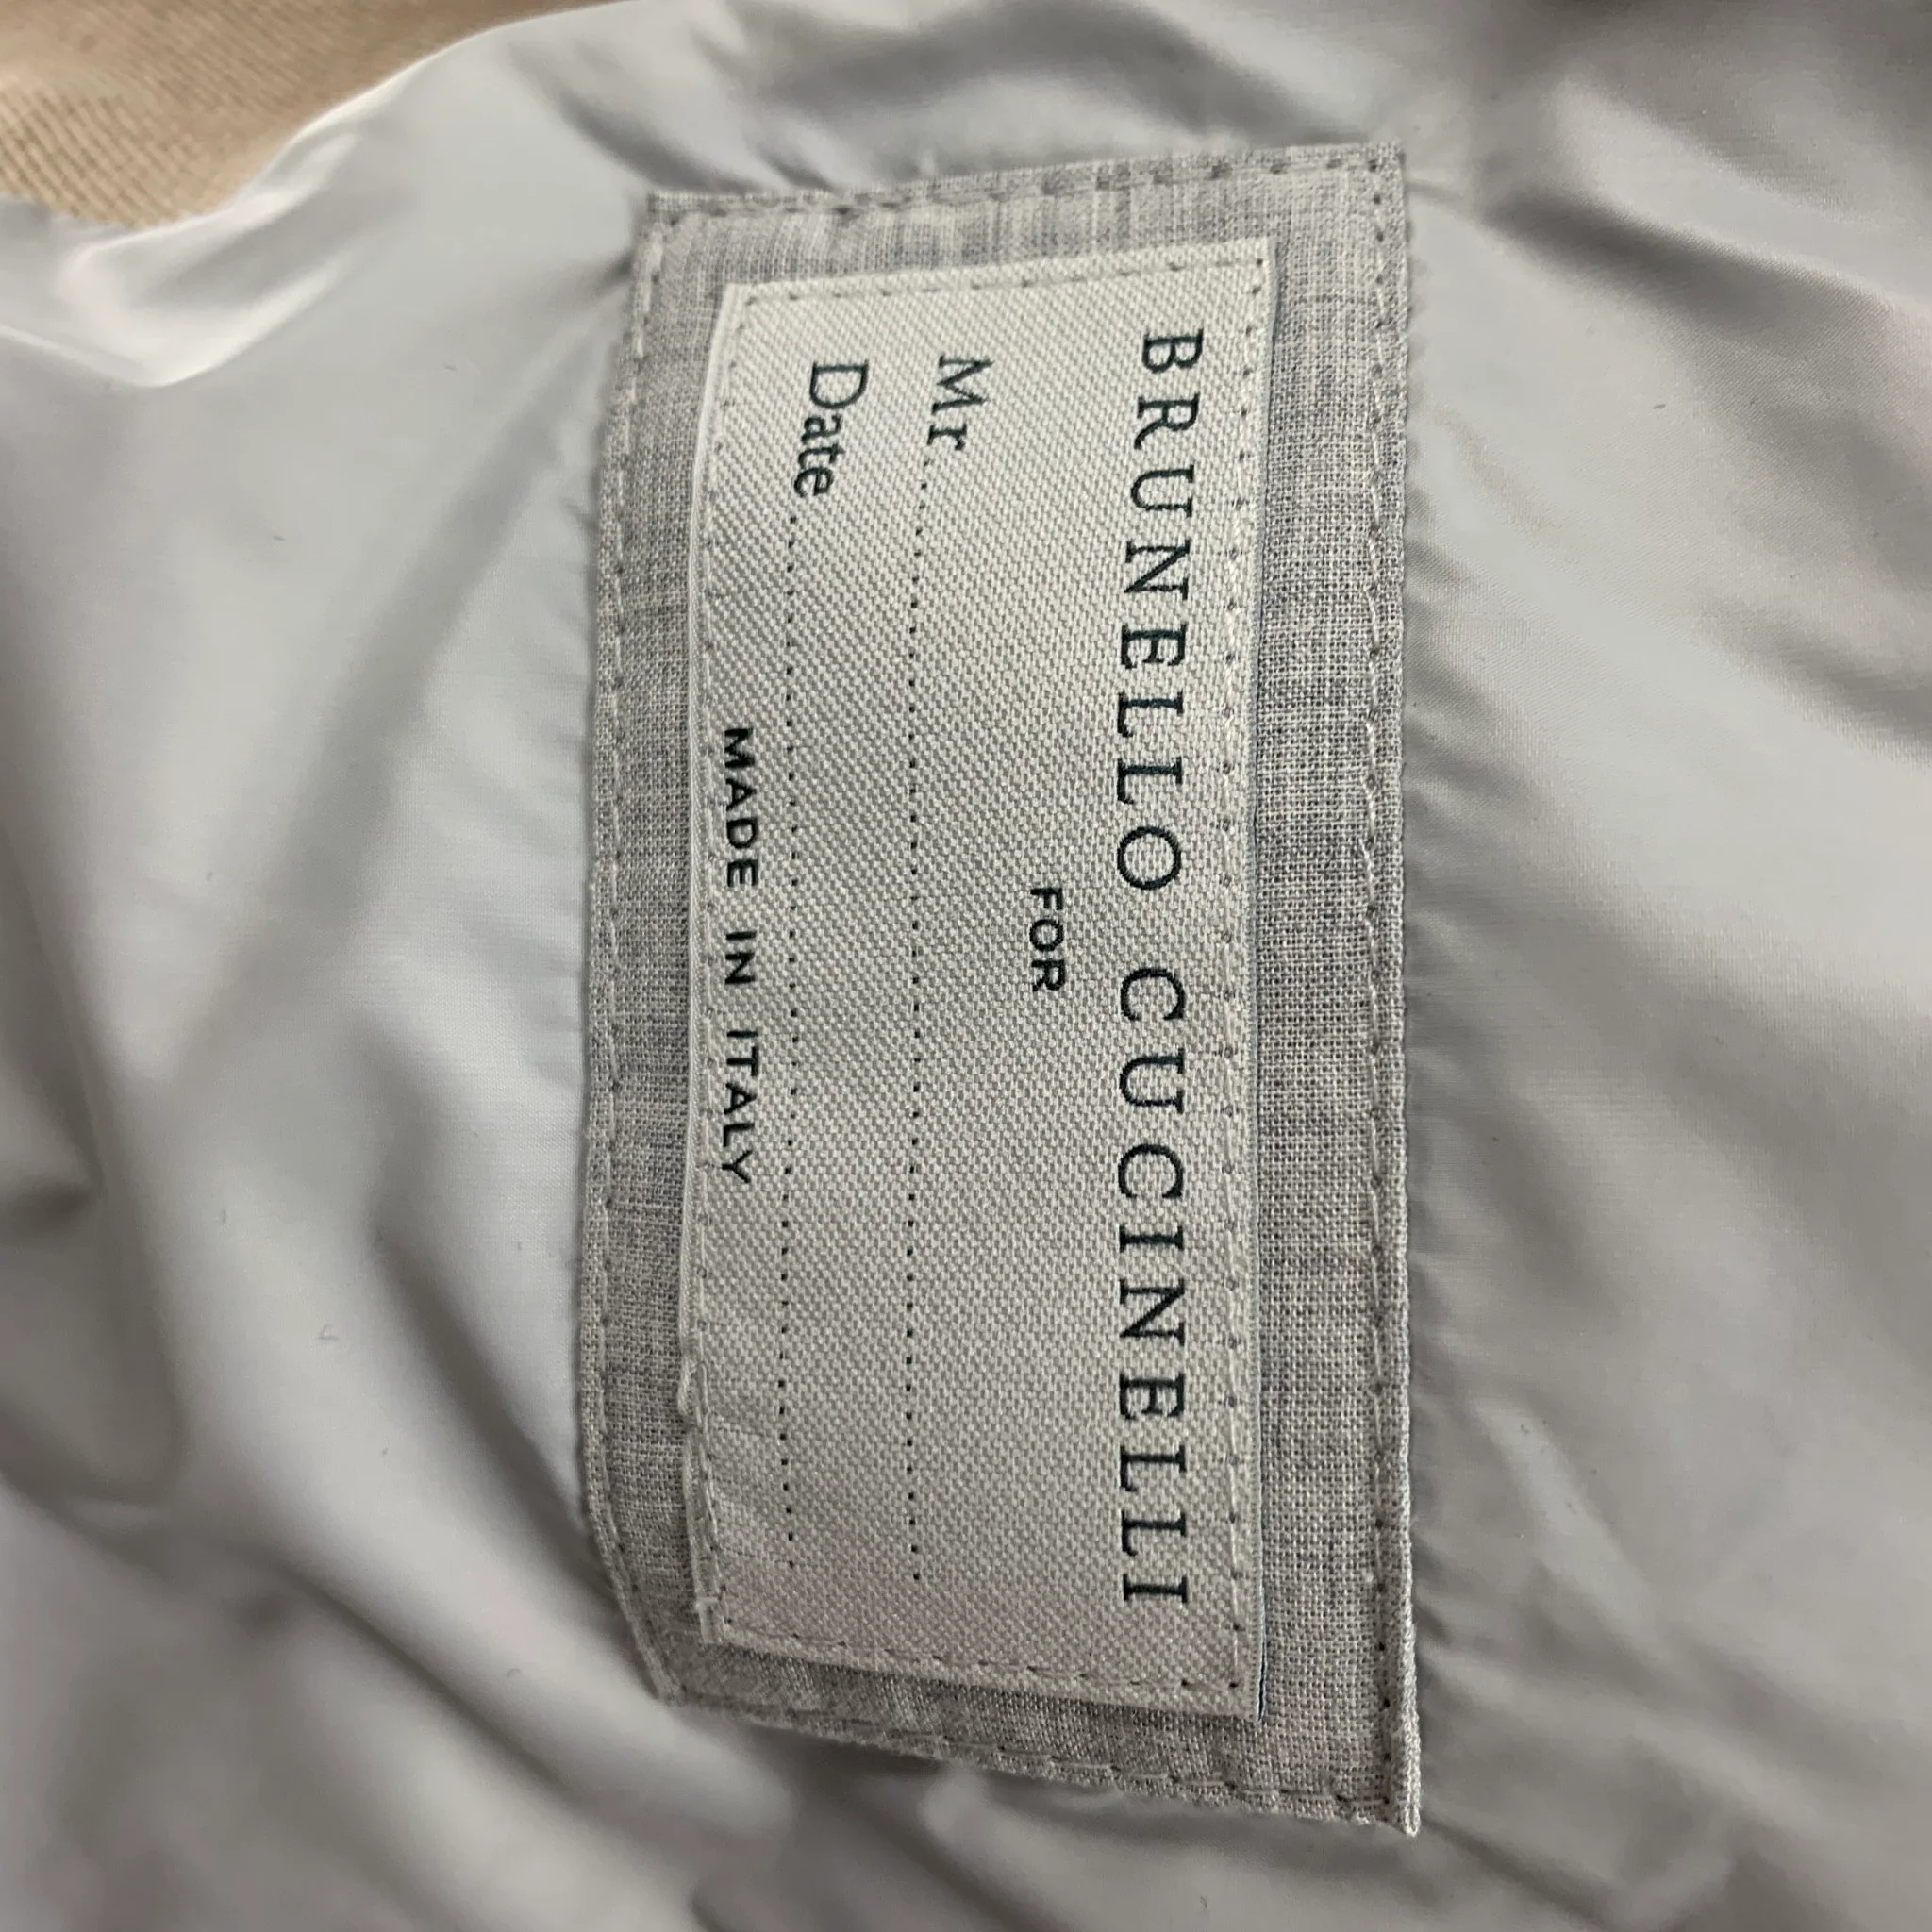 BRUNELLO CUCINELLI
FOR
Mr..........................................................
Date......................................................
MADE IN ITALY